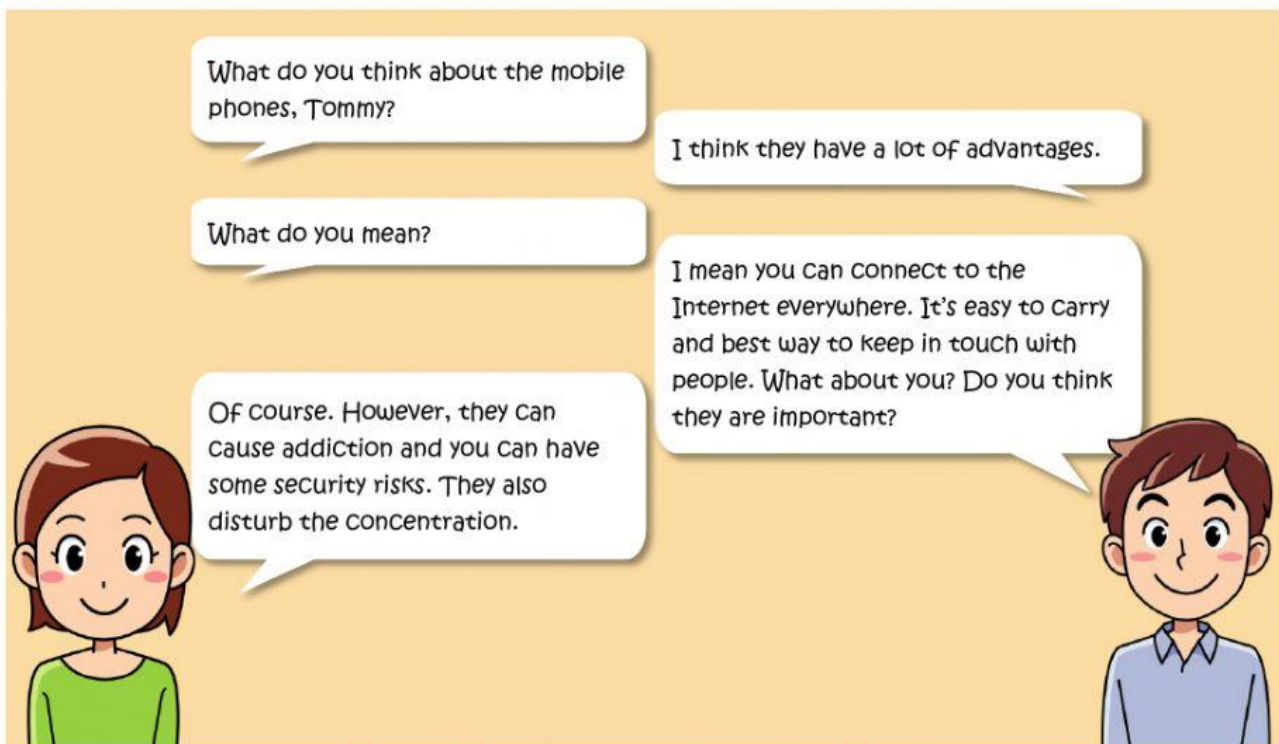 What do you think about the mobile
phones, Tommy?
I think they have a lot of advantages.
What do you mean?
I mean you can connect to the
Internet everywhere. It's easy to carry
and best way to keep in touch with
people. What about you? Do you think
they are important?
Of course. However, they can
cause addiction and you can have
some security risks. They also
disturb the concentration.